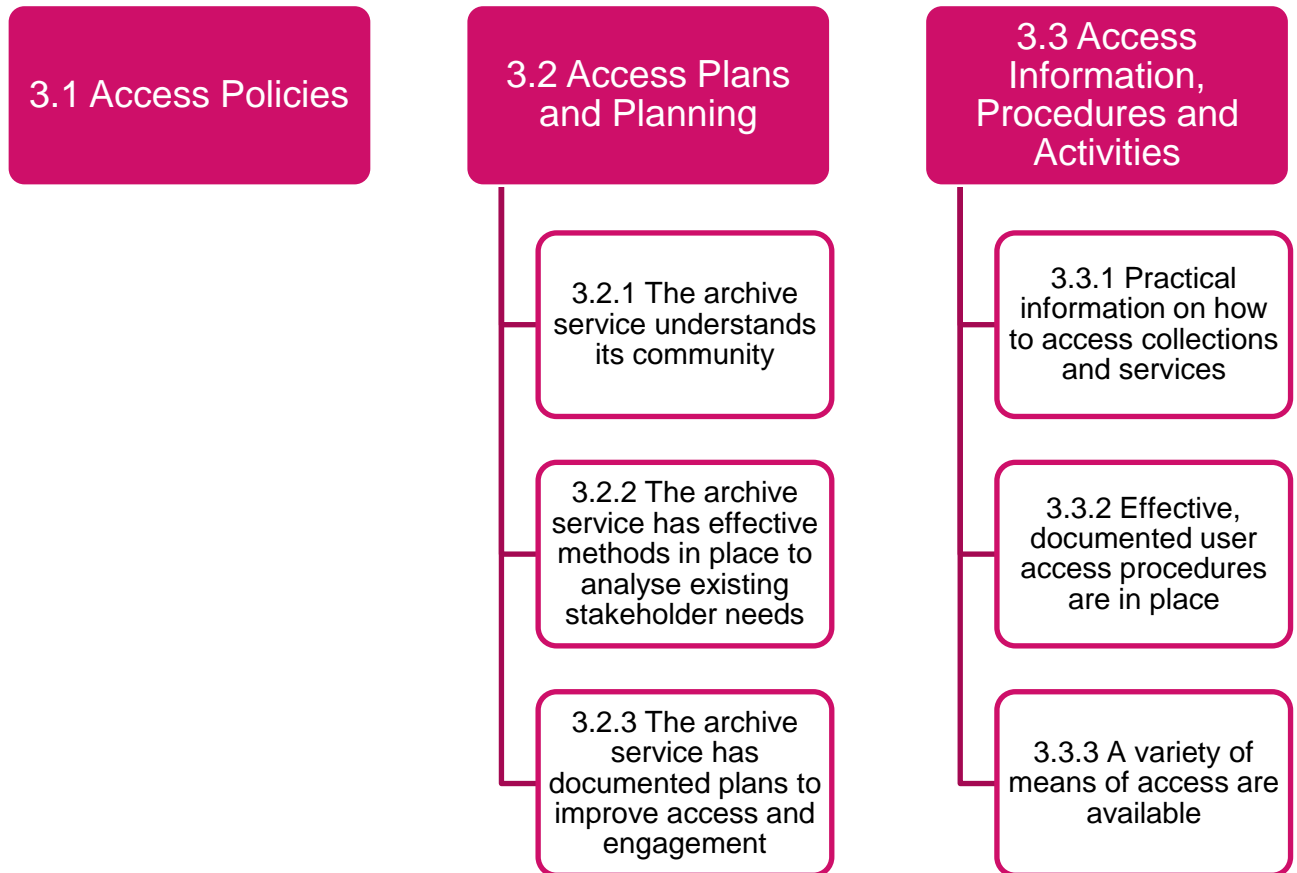 3.1 Access Policies
3.2 Access Plans
and Planning
3.2.1 The archive
service understands
its community
3.2.2 The archive
service has effective
methods in place to
analyse existing
stakeholder needs
3.2.3 The archive
service has
documented plans to
improve access and
engagement
3.3 Access
Information,
Procedures and
Activities
3.3.1 Practical
information on how
to access collections
and services
3.3.2 Effective,
documented user
access procedures
are in place
3.3.3 A variety of
means of access are
available